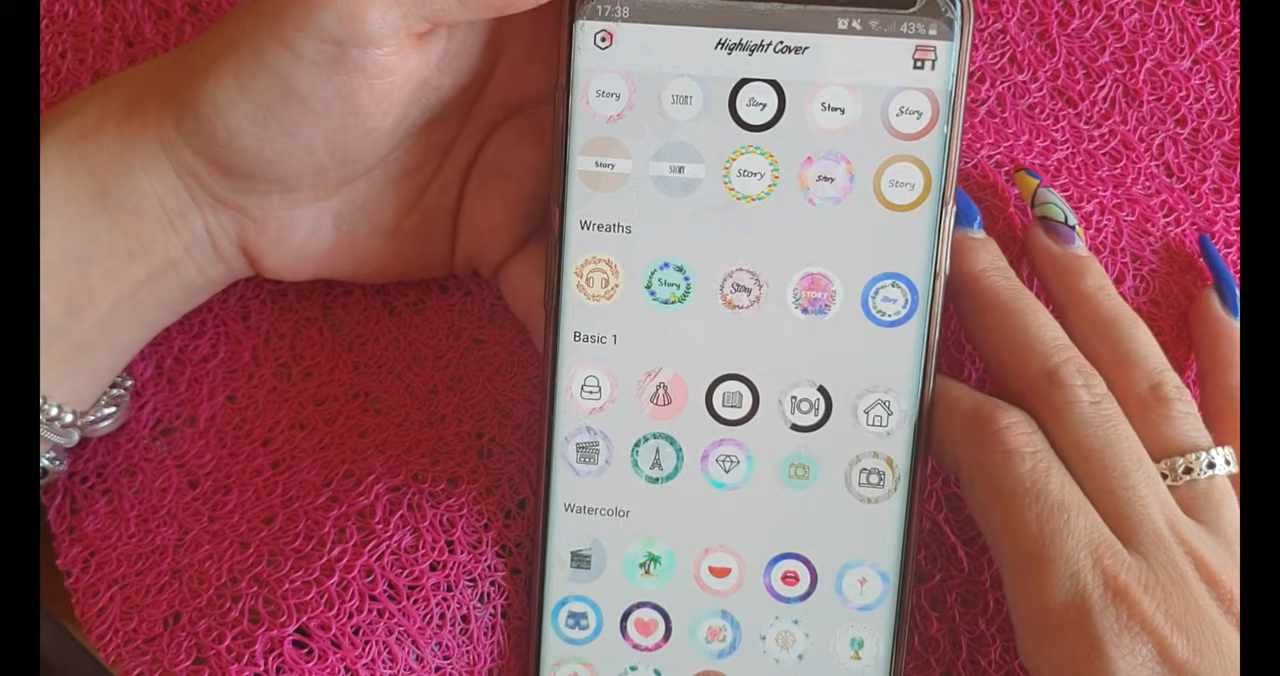 17:38
43%
Highlight Cover
Story STORY Story Story Story
Story STORY Story Story Story
Wreaths
Story Story STORY Story
Basic 1
Watercolor